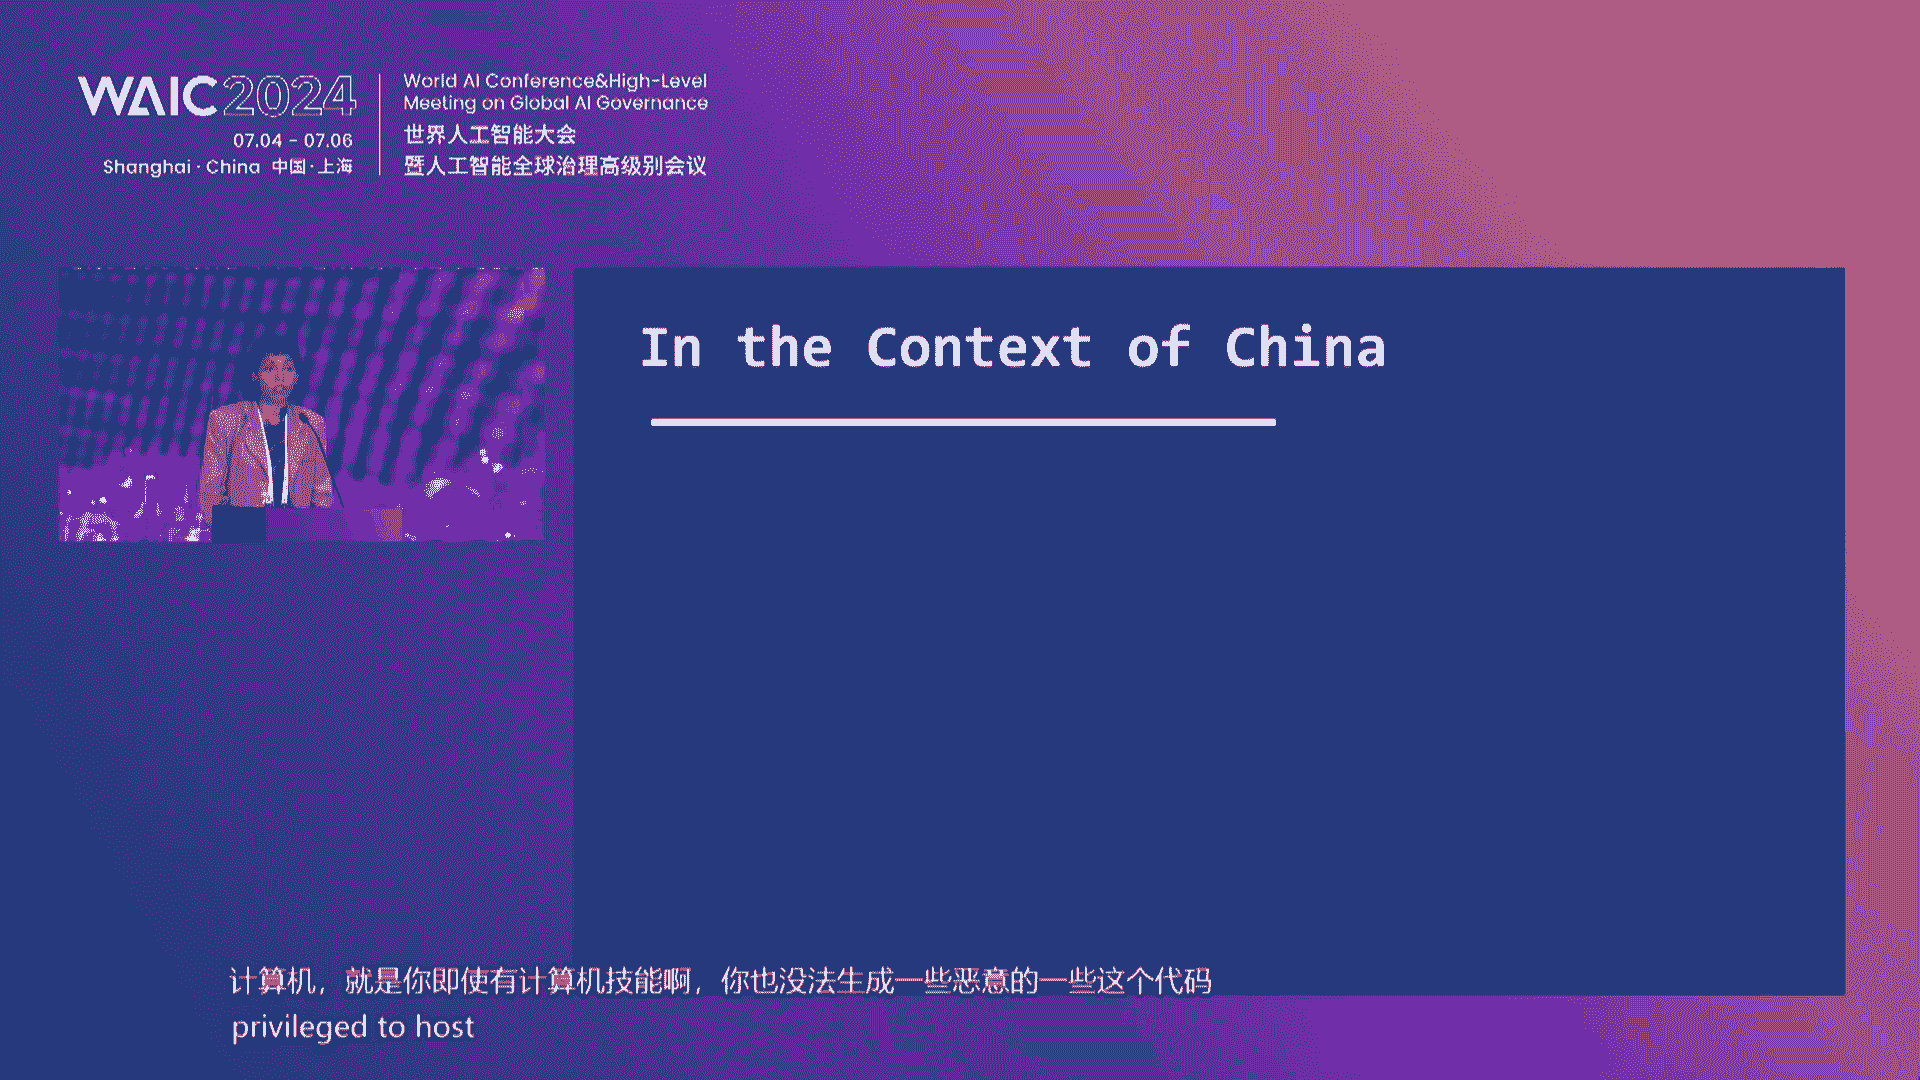 WAIC 2024
07.04 - 07.06
Shanghai · China 中国·上海
World AI Conference&High-Level
Meeting on Global AI Governance
世界人工智能大会
暨人工智能全球治理高级别会议
In the Context of China
计算机，就是你即使有计算机技能啊，你也没法生成一些恶意的一些这个代码
privileged to host